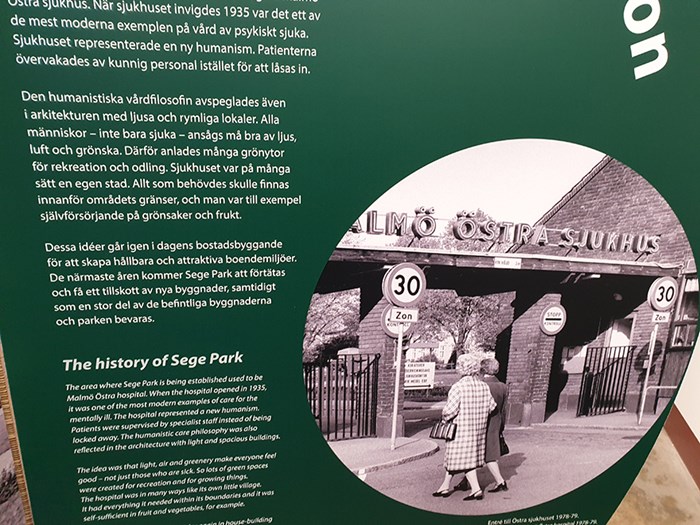 Östra sjukhus. När sjukhuset invigdes 1935 var det ett av
de mest moderna exemplen på vård av psykiskt sjuka.
Sjukhuset representerade en ny humanism. Patienterna
övervakades av kunnig personal istället för att låsas in.
Den humanistiska vårdfilosofin avspeglades även
i arkitekturen med ljusa och rymliga lokaler. Alla
människor – inte bara sjuka – ansågs må bra av ljus,
luft och grönska. Därför anlades många grönytor
för rekreation och odling. Sjukhuset var på många
sätt en egen stad. Allt som behövdes skulle finnas
innanför områdets gränser, och man var till exempel
självförsörjande på grönsaker och frukt.
Dessa idéer går igen i dagens bostadsbyggande
för att skapa hållbara och attraktiva boendemiljöer.
De närmaste åren kommer Sege Park att förtätas
och få ett tillskott av nya byggnader, samtidigt
som en stor del av de befintliga byggnaderna
och parken bevaras.
The history of Sege Park
The area where Sege Park is being established used to be
Malmö Östra hospital. When the hospital opened in 1935,
it was one of the most modern examples of care for the
mentally ill. The hospital represented a new humanism.
Patients were supervised by specialist staff instead of being
locked away. The humanistic care philosophy was also
reflected in the architecture with light and spacious buildings.
The idea was that light, air and greenery make everyone feel
good – not just those who are sick. So lots of green spaces
were created for recreation and for growing things.
The hospital was in many ways like its own little village.
It had everything it needed within its boundaries and it was
self-sufficient in fruit and vegetables, for example.
in house-building
on
MALMÖ ÖSTRA SJUKHUS
30
Zon
30
Zon
STOPP
KONTROLL
Entré till Östra sjukhuset 1978-79.